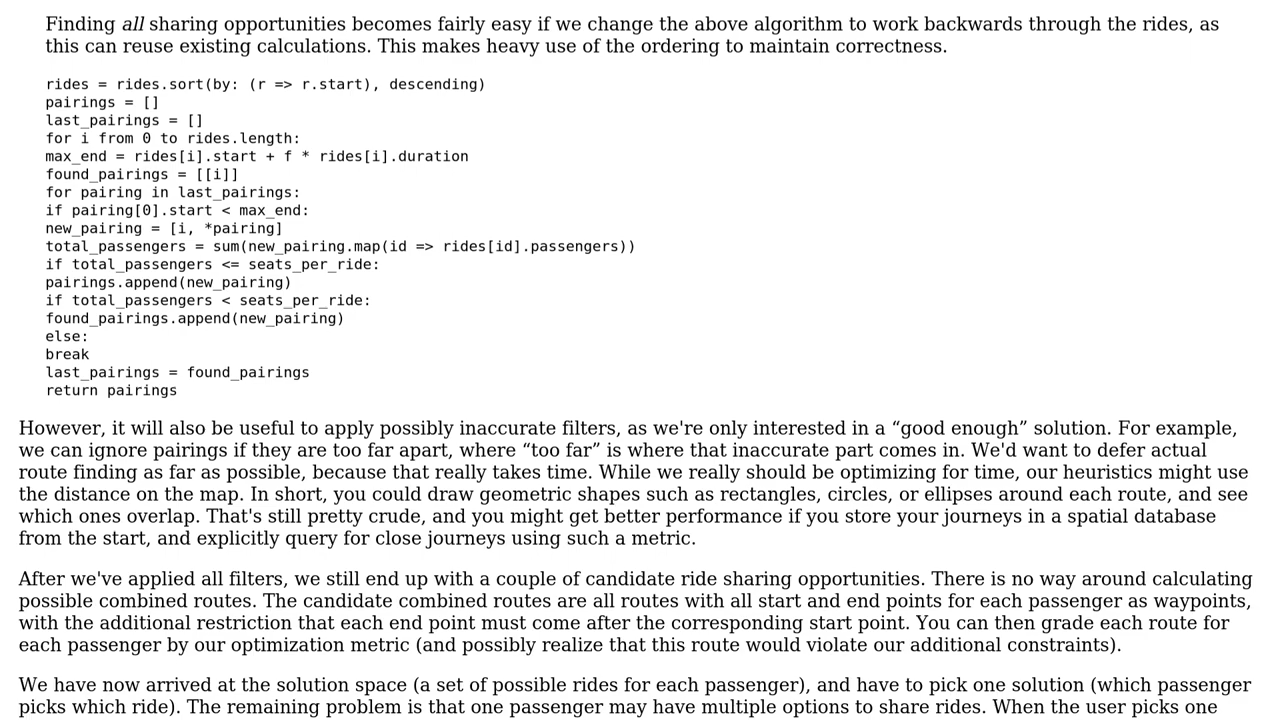 Finding all sharing opportunities becomes fairly easy if we change the above algorithm to work backwards through the rides, as
this can reuse existing calculations. This makes heavy use of the ordering to maintain correctness.
rides = rides.sort(by: (r => r.start), descending)
pairings = []
last_pairings = []
for i from 0 to rides.length:
max_end = rides[i].start + f * rides[i].duration
found_pairings = [[i]]
for pairing in last_pairings:
if pairing[0].start < max_end:
new_pairing = [i, *pairing]
total_passengers = sum(new_pairing.map(id => rides[id].passengers))
if total_passengers <= seats_per_ride:
pairings.append(new_pairing)
if total_passengers < seats_per_ride:
found_pairings.append(new_pairing)
else:
break
last_pairings = found_pairings
return pairings
However, it will also be useful to apply possibly inaccurate filters, as we're only interested in a “good enough” solution. For example,
we can ignore pairings if they are too far apart, where “too far” is where that inaccurate part comes in. We'd want to defer actual
route finding as far as possible, because that really takes time. While we really should be optimizing for time, our heuristics might use
the distance on the map. In short, you could draw geometric shapes such as rectangles, circles, or ellipses around each route, and see
which ones overlap. That's still pretty crude, and you might get better performance if you store your journeys in a spatial database
from the start, and explicitly query for close journeys using such a metric.
After we've applied all filters, we still end up with a couple of candidate ride sharing opportunities. There is no way around calculating
possible combined routes. The candidate combined routes are all routes with all start and end points for each passenger as waypoints,
with the additional restriction that each end point must come after the corresponding start point. You can then grade each route for
each passenger by our optimization metric (and possibly realize that this route would violate our additional constraints).
We have now arrived at the solution space (a set of possible rides for each passenger), and have to pick one solution (which passenger
picks which ride). The remaining problem is that one passenger may have multiple options to share rides. When the user picks one